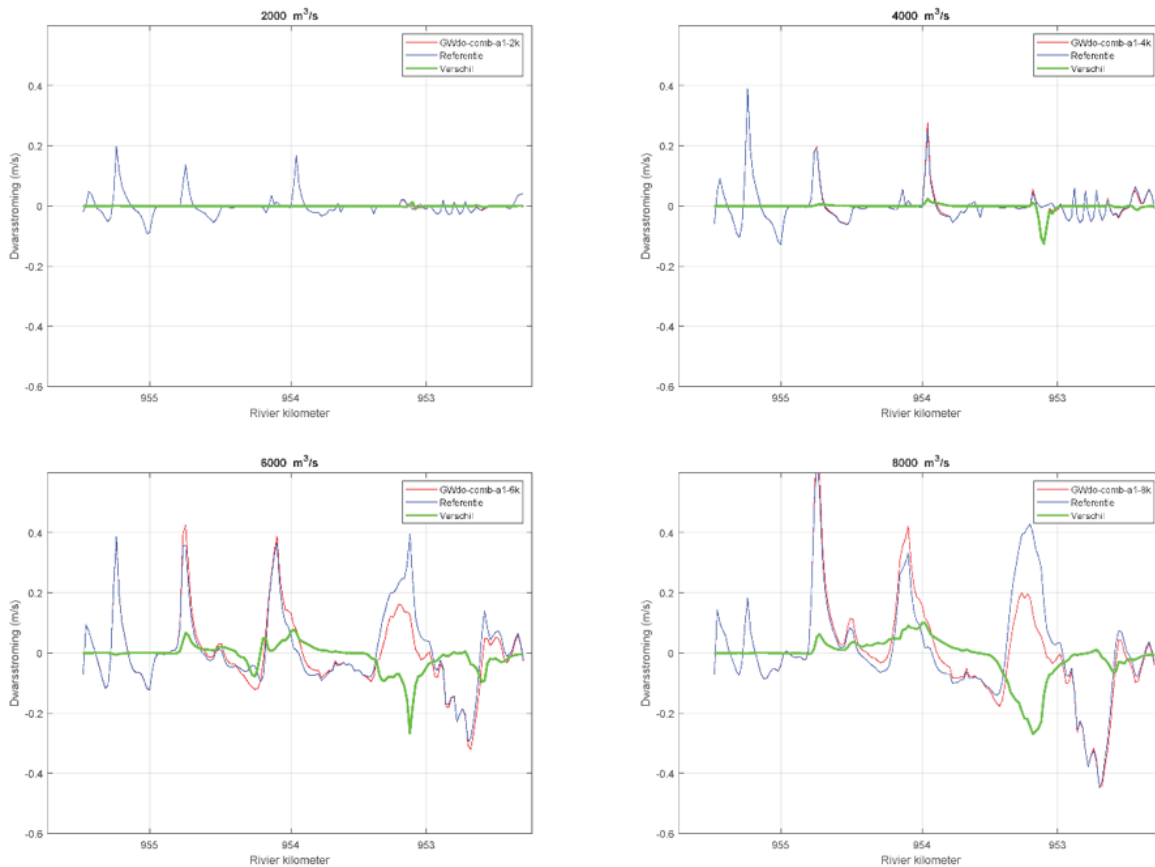 2000 m³/s
GWdo-comb-a1-2k
Referentie
Verschil
Dwarsstroming (m/s)
0.4
0.2
0
-0.2
-0.4
-0.6
955
954
953
Rivier kilometer
4000 m³/s
GWdo-comb-a1-4k
Referentie
Verschil
Dwarsstroming (m/s)
0.4
0.2
0
-0.2
-0.4
-0.6
955
954
953
Rivier kilometer
6000 m³/s
GWdo-comb-a1-6k
Referentie
Verschil
Dwarsstroming (m/s)
0.4
0.2
0
-0.2
-0.4
-0.6
955
954
953
Rivier kilometer
8000 m³/s
GWdo-comb-a1-8k
Referentie
Verschil
Dwarsstroming (m/s)
0.4
0.2
0
-0.2
-0.4
-0.6
955
954
953
Rivier kilometer